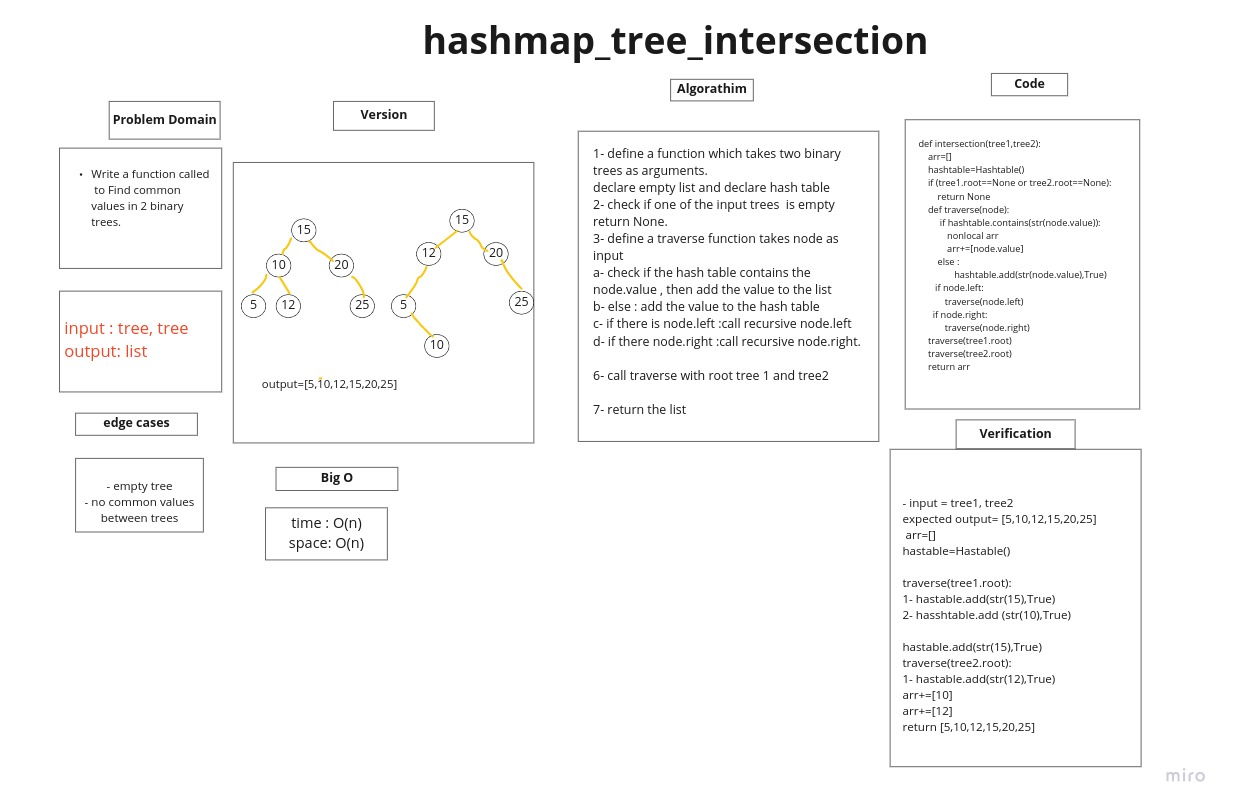 hashmap_tree_intersection
Problem Domain
• Write a function called
to Find common
values in 2 binary
trees.
input : tree, tree
output: list
edge cases
- empty tree
- no common values
between trees
Version
15
10
20
5
12
25
15
12
20
5
25
10
output=[5,10,12,15,20,25]
Big O
time : O(n)
space: O(n)
Algorathim
1- define a function which takes two binary
trees as arguments.
declare empty list and declare hash table
2- check if one of the input trees is empty
return None.
3- define a traverse function takes node as
input
a- check if the hash table contains the
node.value , then add the value to the list
b- else : add the value to the hash table
c- if there is node.left :call recursive node.left
d- if there node.right :call recursive node.right.
6- call traverse with root tree 1 and tree2
7- return the list
Code
def intersection(tree1,tree2):
arr=[]
hashtable=Hashtable()
if (tree1.root==None or tree2.root==None):
return None
def traverse(node):
if hashtable.contains(str(node.value)):
nonlocal arr
arr+=[node.value]
else :
hashtable.add(str(node.value),True)
if node.left:
traverse(node.left)
if node.right:
traverse(node.right)
traverse(tree1.root)
traverse(tree2.root)
return arr
Verification
- input = tree1, tree2
expected output= [5,10,12,15,20,25]
arr=[]
hastable=Hastable()
traverse(tree1.root):
1- hastable.add(str(15),True)
2- hasshtable.add (str(10),True)
hastable.add(str(15),True)
traverse(tree2.root):
1- hastable.add(str(12),True)
arr+=[10]
arr+=[12]
return [5,10,12,15,20,25]
miro